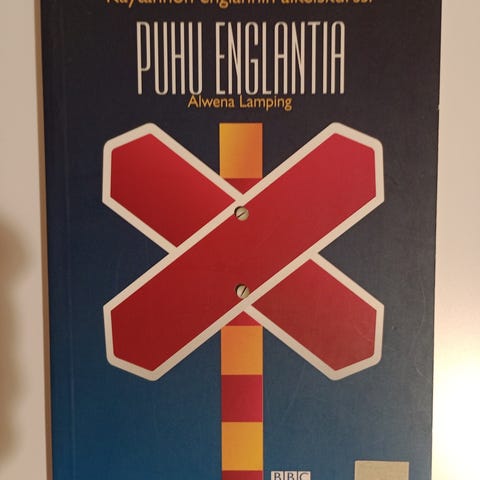 Käytännön englannin alkeiskurssi
PUHU ENGLANTIA
Alwena Lamping
BBC